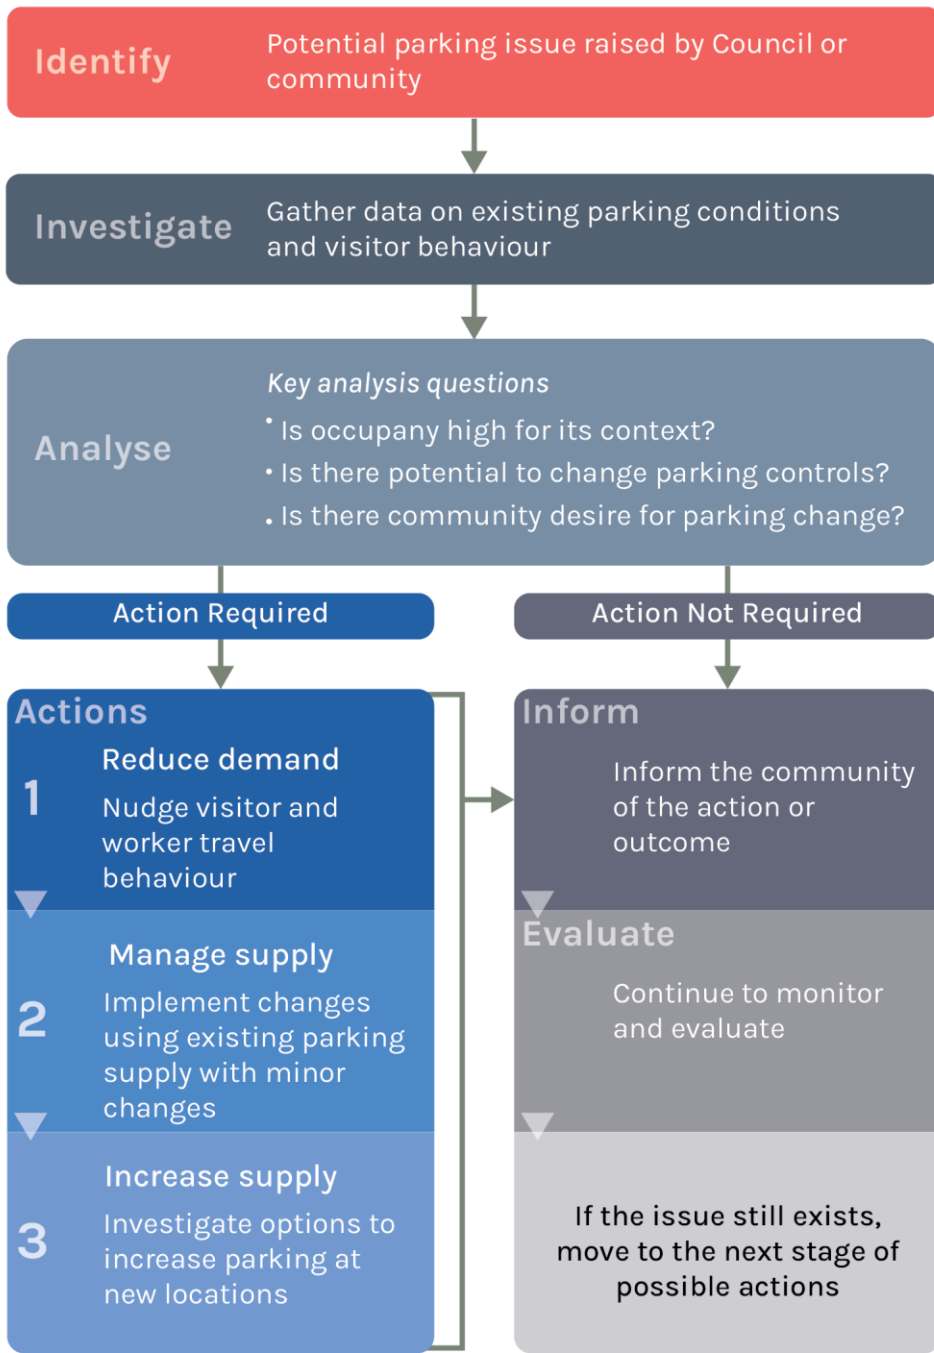 Identify
Potential parking issue raised by Council or
community
Investigate
Gather data on existing parking conditions
and visitor behaviour
Analyse
Key analysis questions
• Is occupany high for its context?
• Is there potential to change parking controls?
• Is there community desire for parking change?
Action Required
Action Not Required
Actions
1
Reduce demand
Nudge visitor and
worker travel
behaviour
2
Manage supply
Implement changes
using existing parking
supply with minor
changes
3
Increase supply
Investigate options to
increase parking at
new locations
Inform
Inform the community
of the action or
outcome
Evaluate
Continue to monitor
and evaluate
If the issue still exists,
move to the next stage of
possible actions